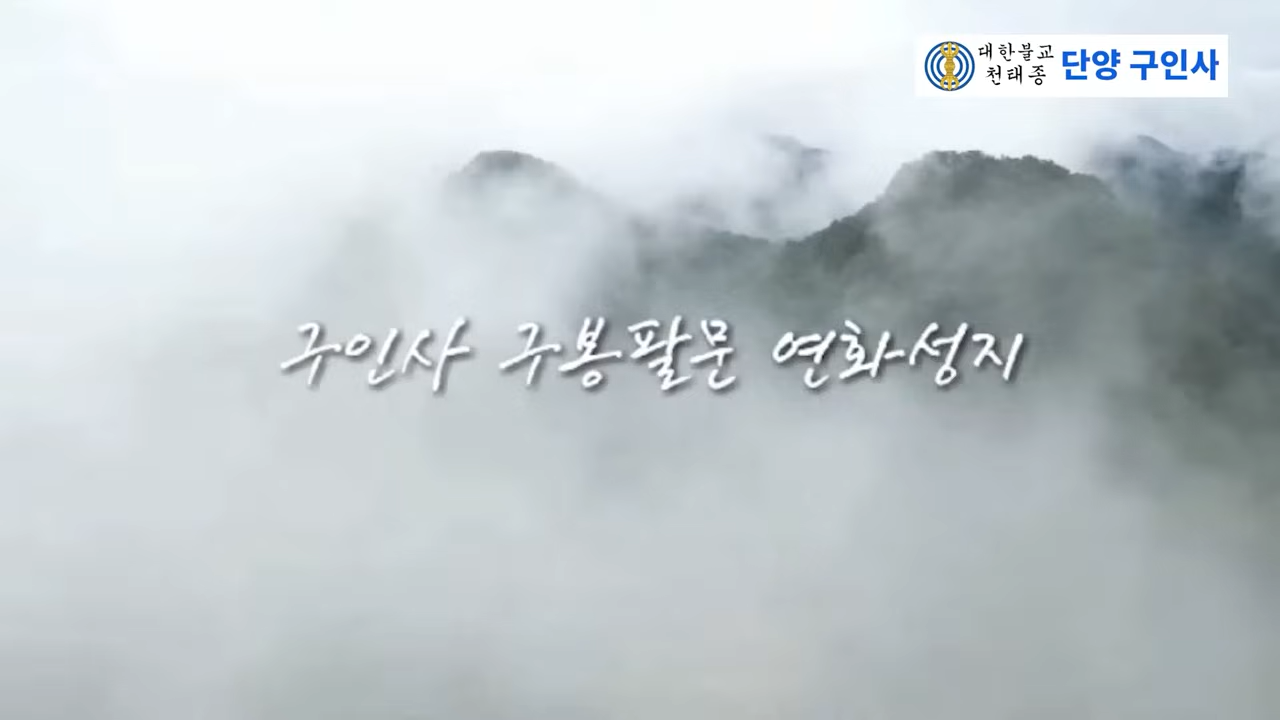 대한불교
천태종
단양 구인사
구인사 구봉팔문 연화성지